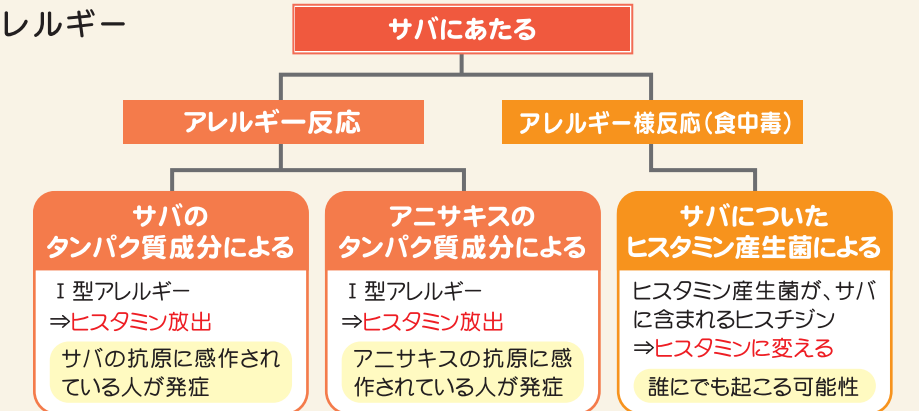 レルギー
サバにあたる
アレルギー反応
アレルギー様反応（食中毒）
サバの
タンパク質成分による
Ⅰ型アレルギー
⇒ヒスタミン放出
サバの抗原に感作され
ている人が発症
アニサキスの
タンパク質成分による
Ⅰ型アレルギー
⇒ヒスタミン放出
アニサキスの抗原に感
作されている人が発症
サバについた
ヒスタミン産生菌による
ヒスタミン産生菌が、サバ
に含まれるヒスチジン
⇒ヒスタミンに変える
誰にでも起こる可能性